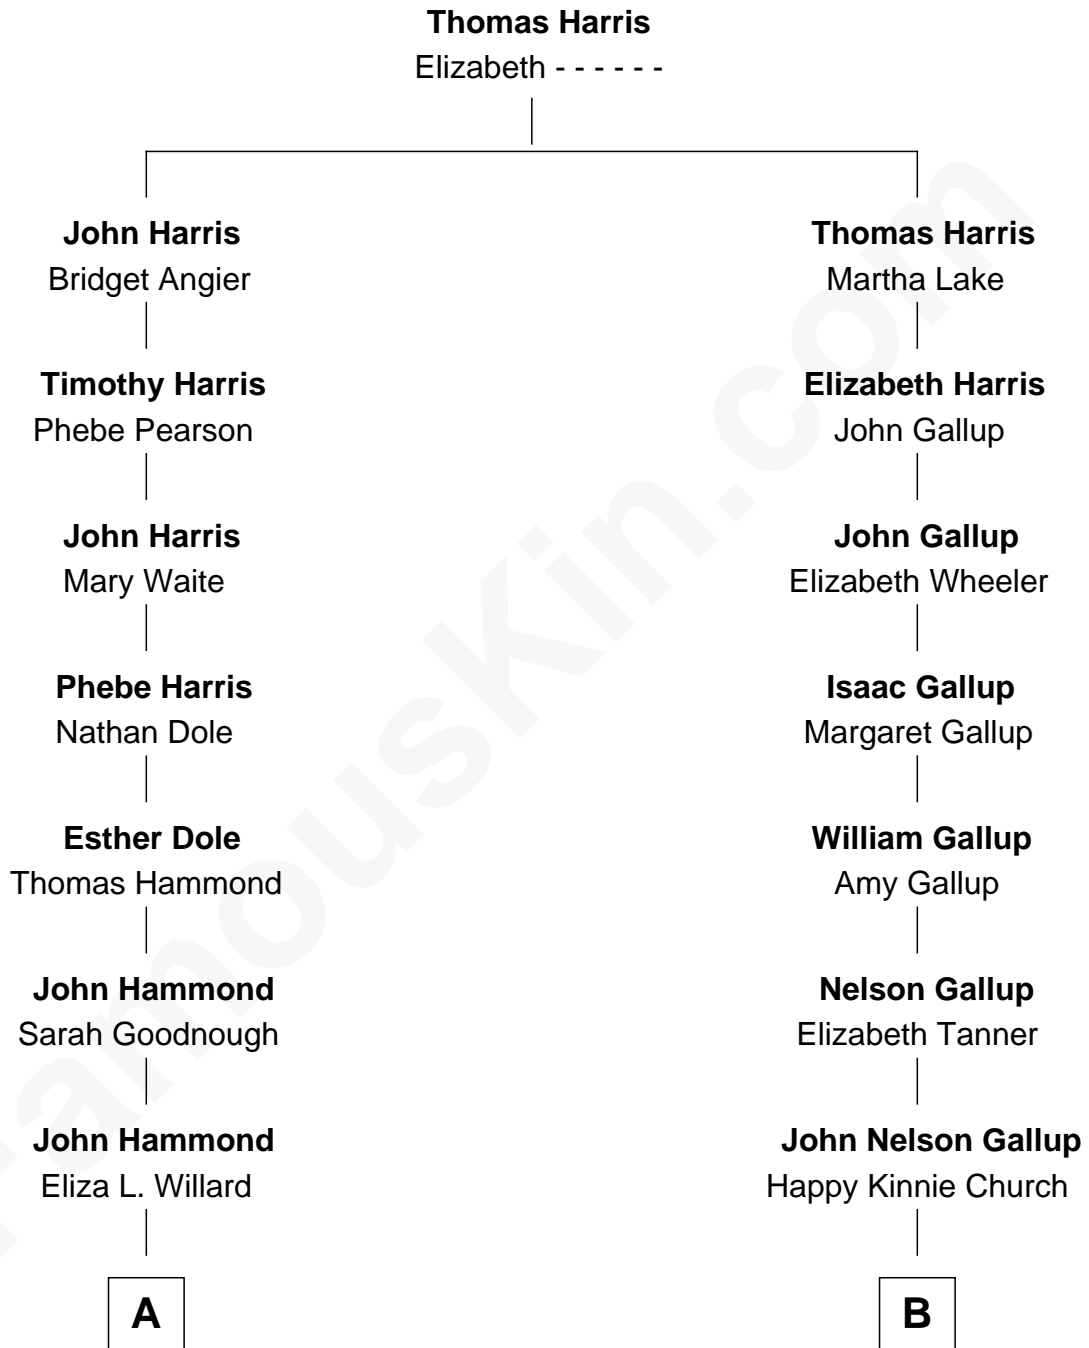 Thomas Harris
Elizabeth - - - - - -
John Harris
Bridget Angier
Thomas Harris
Martha Lake
Timothy Harris
Phebe Pearson
Elizabeth Harris
John Gallup
John Harris
Mary Waite
John Gallup
Elizabeth Wheeler
Phebe Harris
Nathan Dole
Isaac Gallup
Margaret Gallup
Esther Dole
Thomas Hammond
William Gallup
Amy Gallup
John Hammond
Sarah Goodnough
Nelson Gallup
Elizabeth Tanner
John Hammond
Eliza L. Willard
John Nelson Gallup
Happy Kinnie Church
A
B
FamousKin.com